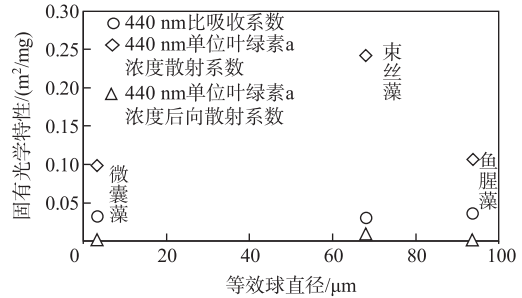 0.30
0.25
0.20
0.15
0.10
0.05
0
20
40
60
80
100
固有光学特性/(m²/mg)
等效球直径/μm
440 nm比吸收系数
440 nm单位叶绿素a
浓度散射系数
440 nm单位叶绿素a
浓度后向散射系数
微囊藻
束丝藻
鱼腥藻